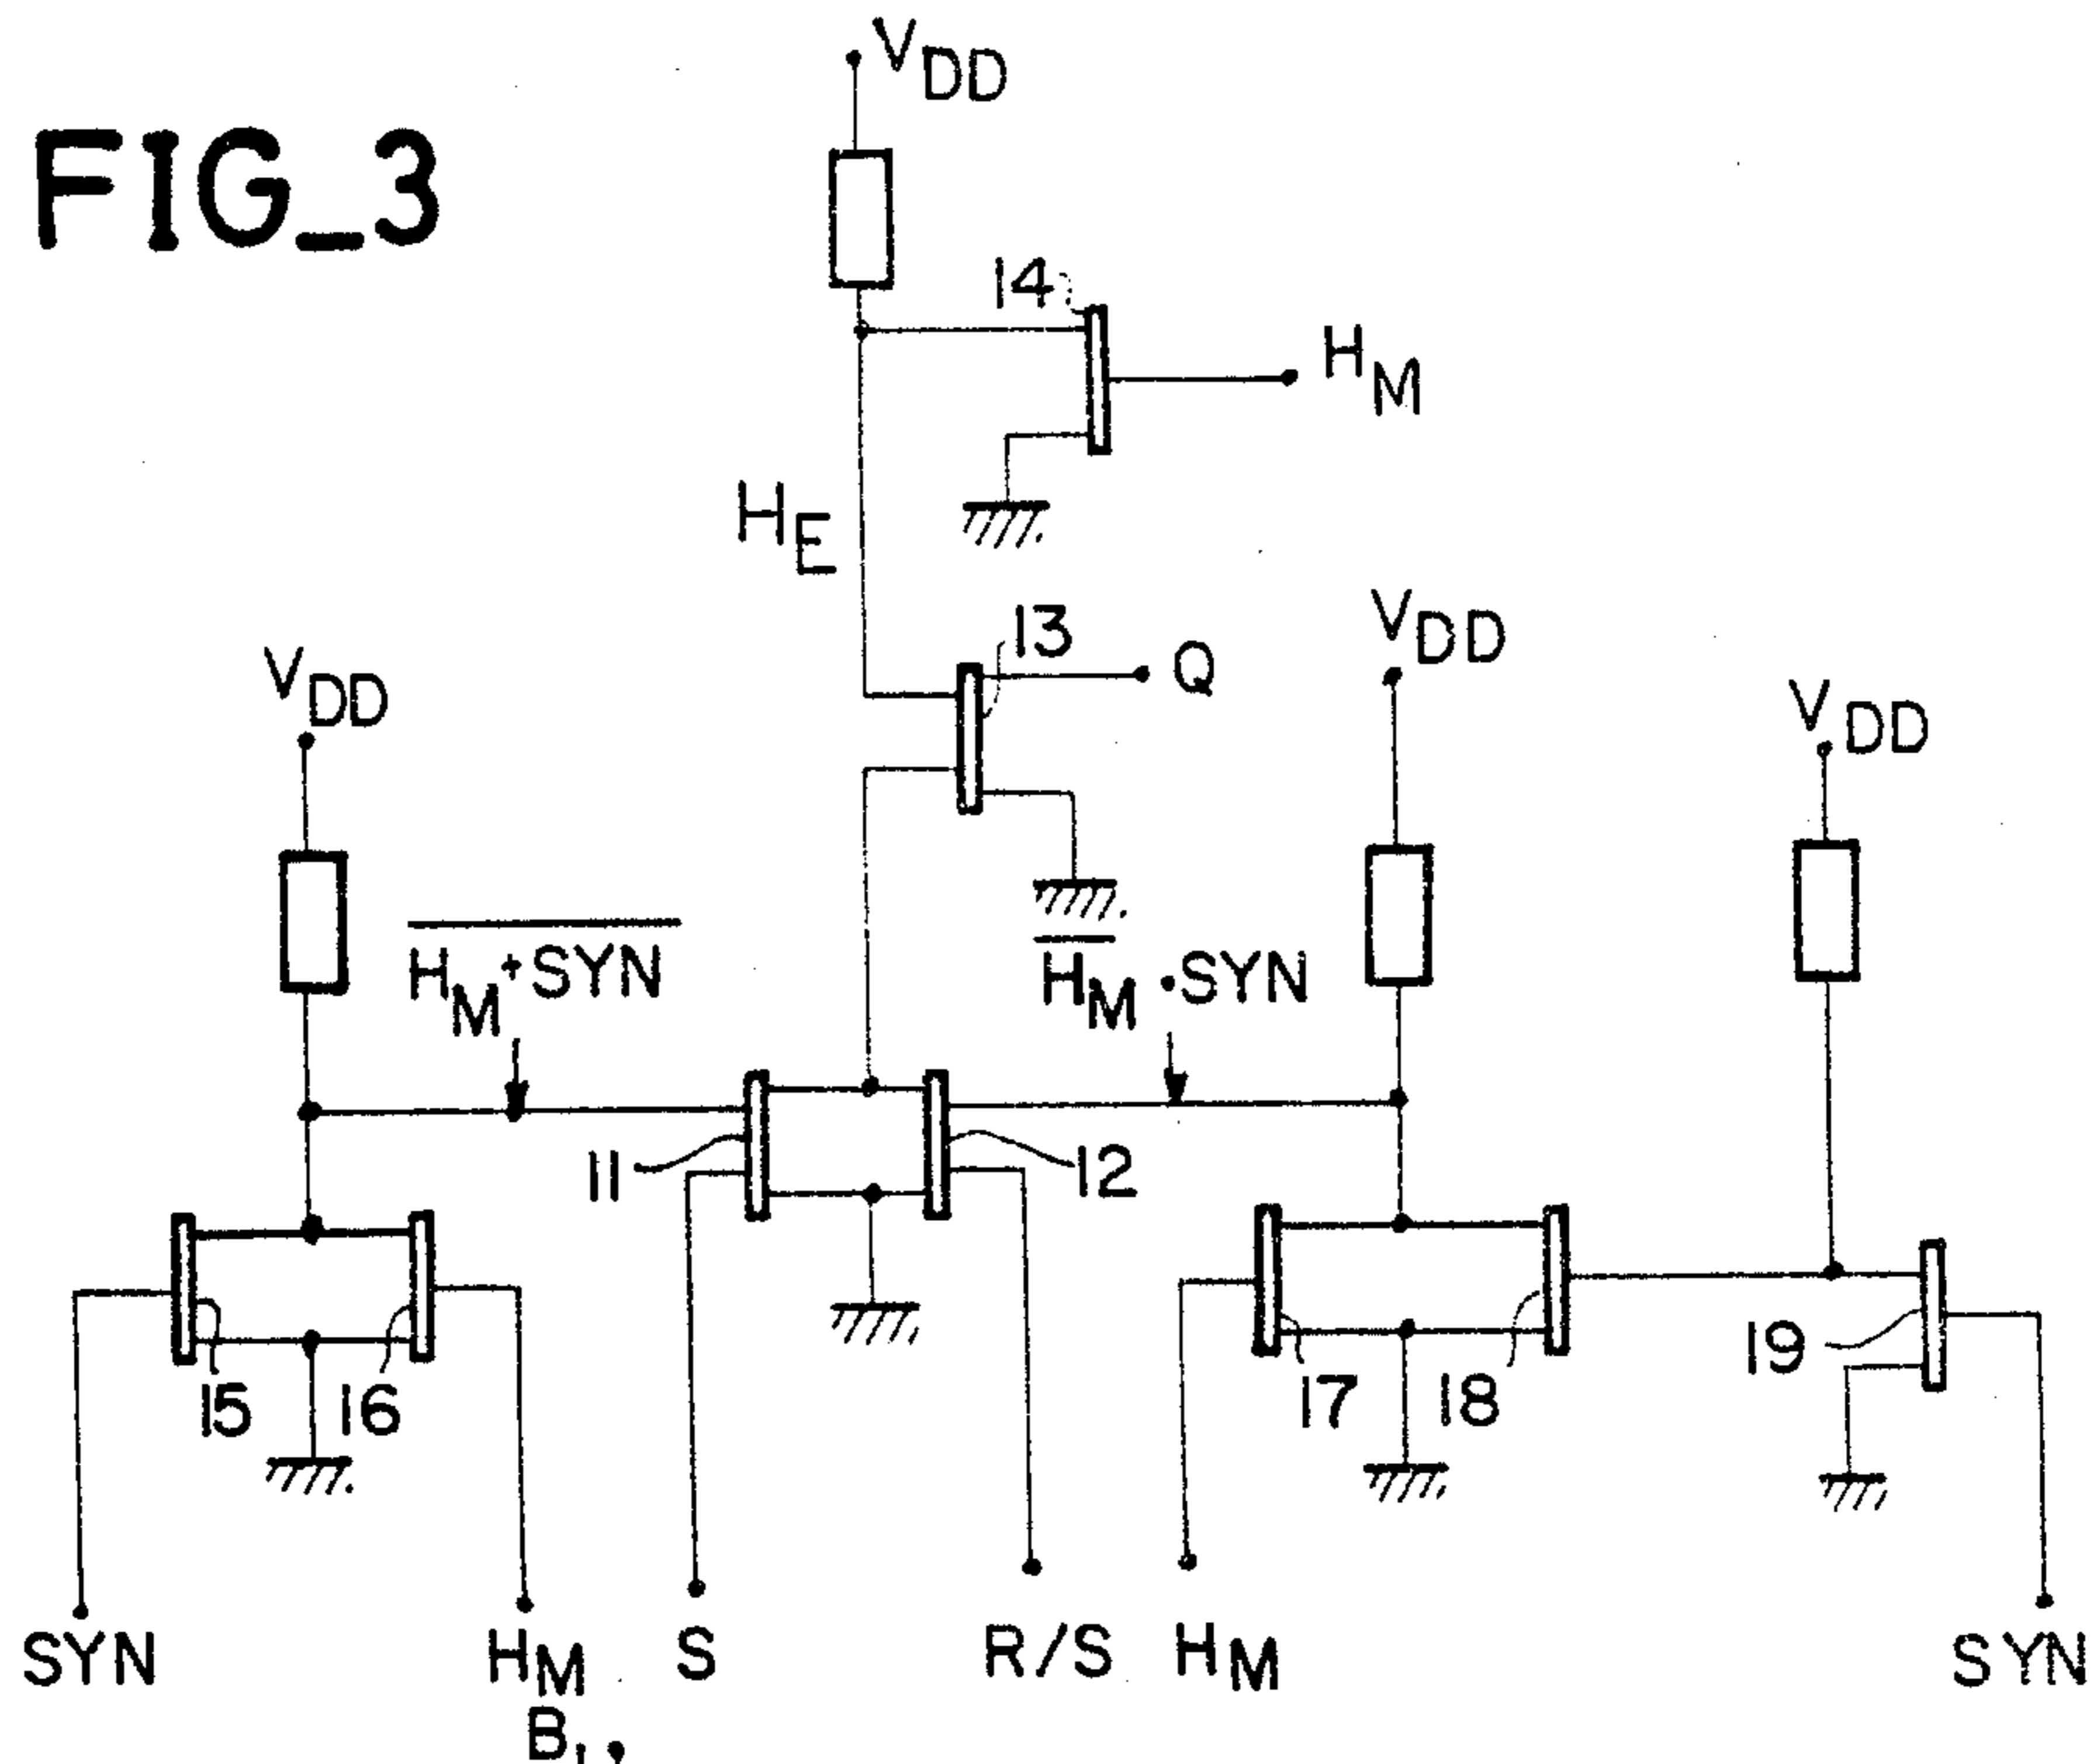 FIG_3
VDD
14
HM
HE
13
Q
VDD
VDD
VDD
HM+SYN
HM.SYN
11
12
15
16
17
18
19
SYN
HM
S
R/S
HM
SYN
B1,